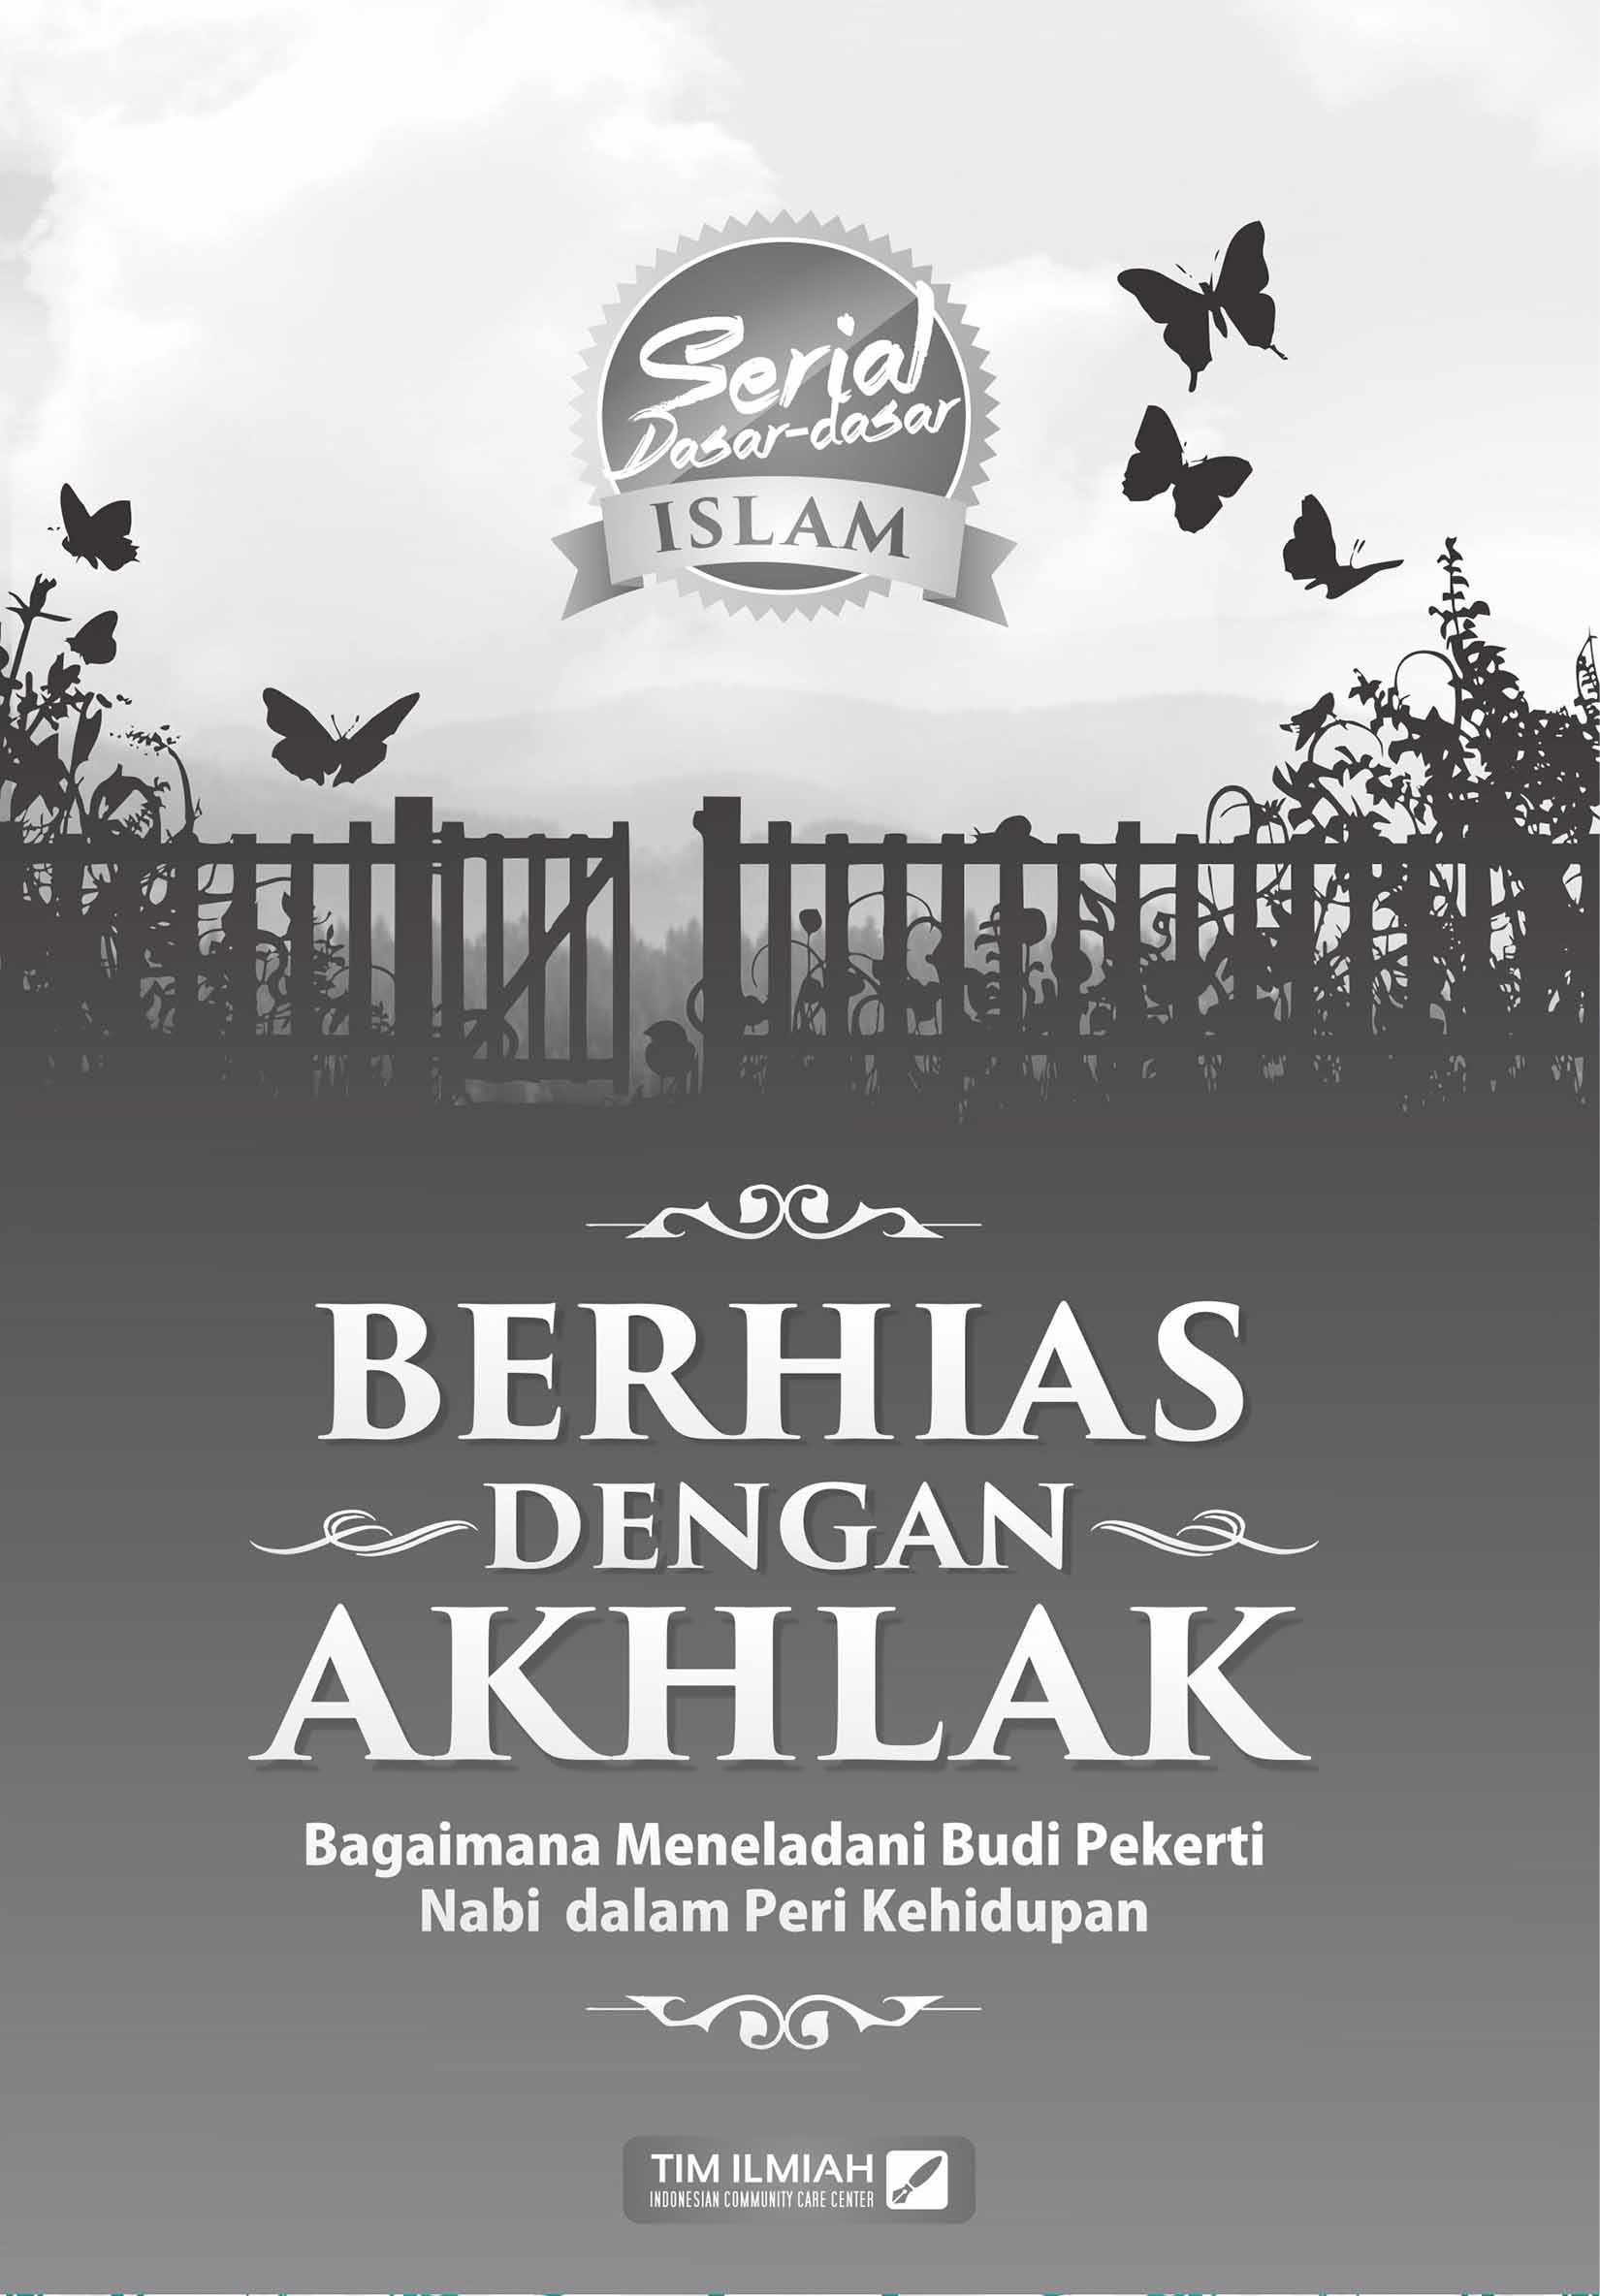 Serial
Dasar-dasar
ISLAM
BERHIAS
DENGAN
AKHLAK
Bagaimana Meneladani Budi Pekerti
Nabi dalam Peri Kehidupan
TIM ILMIAH
INDONESIAN COMMUNITY CARE CENTER